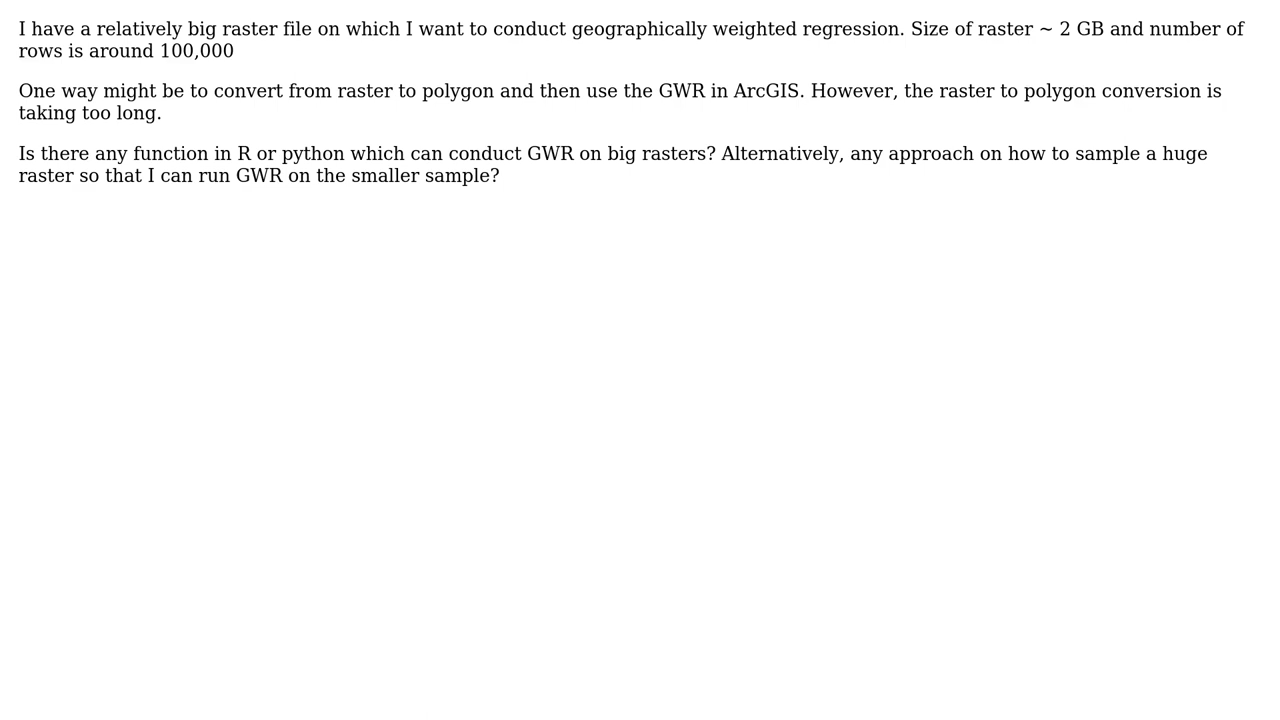 I have a relatively big raster file on which I want to conduct geographically weighted regression. Size of raster ~ 2 GB and number of
rows is around 100,000
One way might be to convert from raster to polygon and then use the GWR in ArcGIS. However, the raster to polygon conversion is
taking too long.
Is there any function in R or python which can conduct GWR on big rasters? Alternatively, any approach on how to sample a huge
raster so that I can run GWR on the smaller sample?